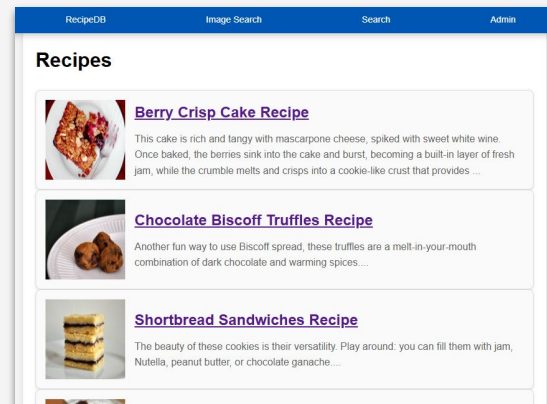 RecipeDB Image Search Search Admin
Recipes
Berry Crisp Cake Recipe
This cake is rich and tangy with mascarpone cheese, spiked with sweet white wine.
Once baked, the berries sink into the cake and burst, becoming a built-in layer of fresh
jam, while the crumble melts and crisps into a cookie-like crust that provides ...
Chocolate Biscoff Truffles Recipe
Another fun way to use Biscoff spread, these truffles are a melt-in-your-mouth
combination of dark chocolate and warming spices....
Shortbread Sandwiches Recipe
The beauty of these cookies is their versatility. Play around: you can fill them with jam,
Nutella, peanut butter, or chocolate ganache....